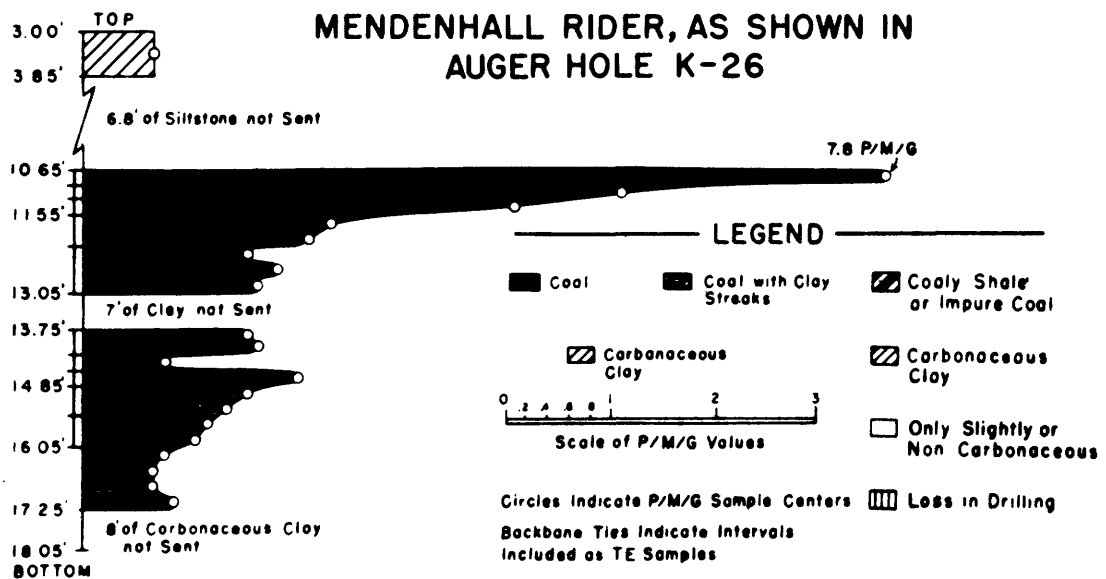 TOP
MENDENHALL RIDER, AS SHOWN IN
AUGER HOLE K-26
3.00'
3.85'
6.8' of Siltstone not Sent
7.8 P/M/G
10.65'
11.55'
13.05'
7' of Clay not Sent
13.75'
14.85'
16.05'
17.25'
8' of Carbonaceous Clay
not Sent
18.05'
BOTTOM
LEGEND
Coal
Coal with Clay
Streaks
Coaly Shale
or Impure Coal
Carbonaceous
Clay
Carbonaceous
Clay
0 .2 .4 .6 .8 1 2 3
Scale of P/M/G Values
Only Slightly or
Non Carbonaceous
Circles Indicate P/M/G Sample Centers
Loss in Drilling
Backbone Ties Indicate Intervals
Included as TE Samples